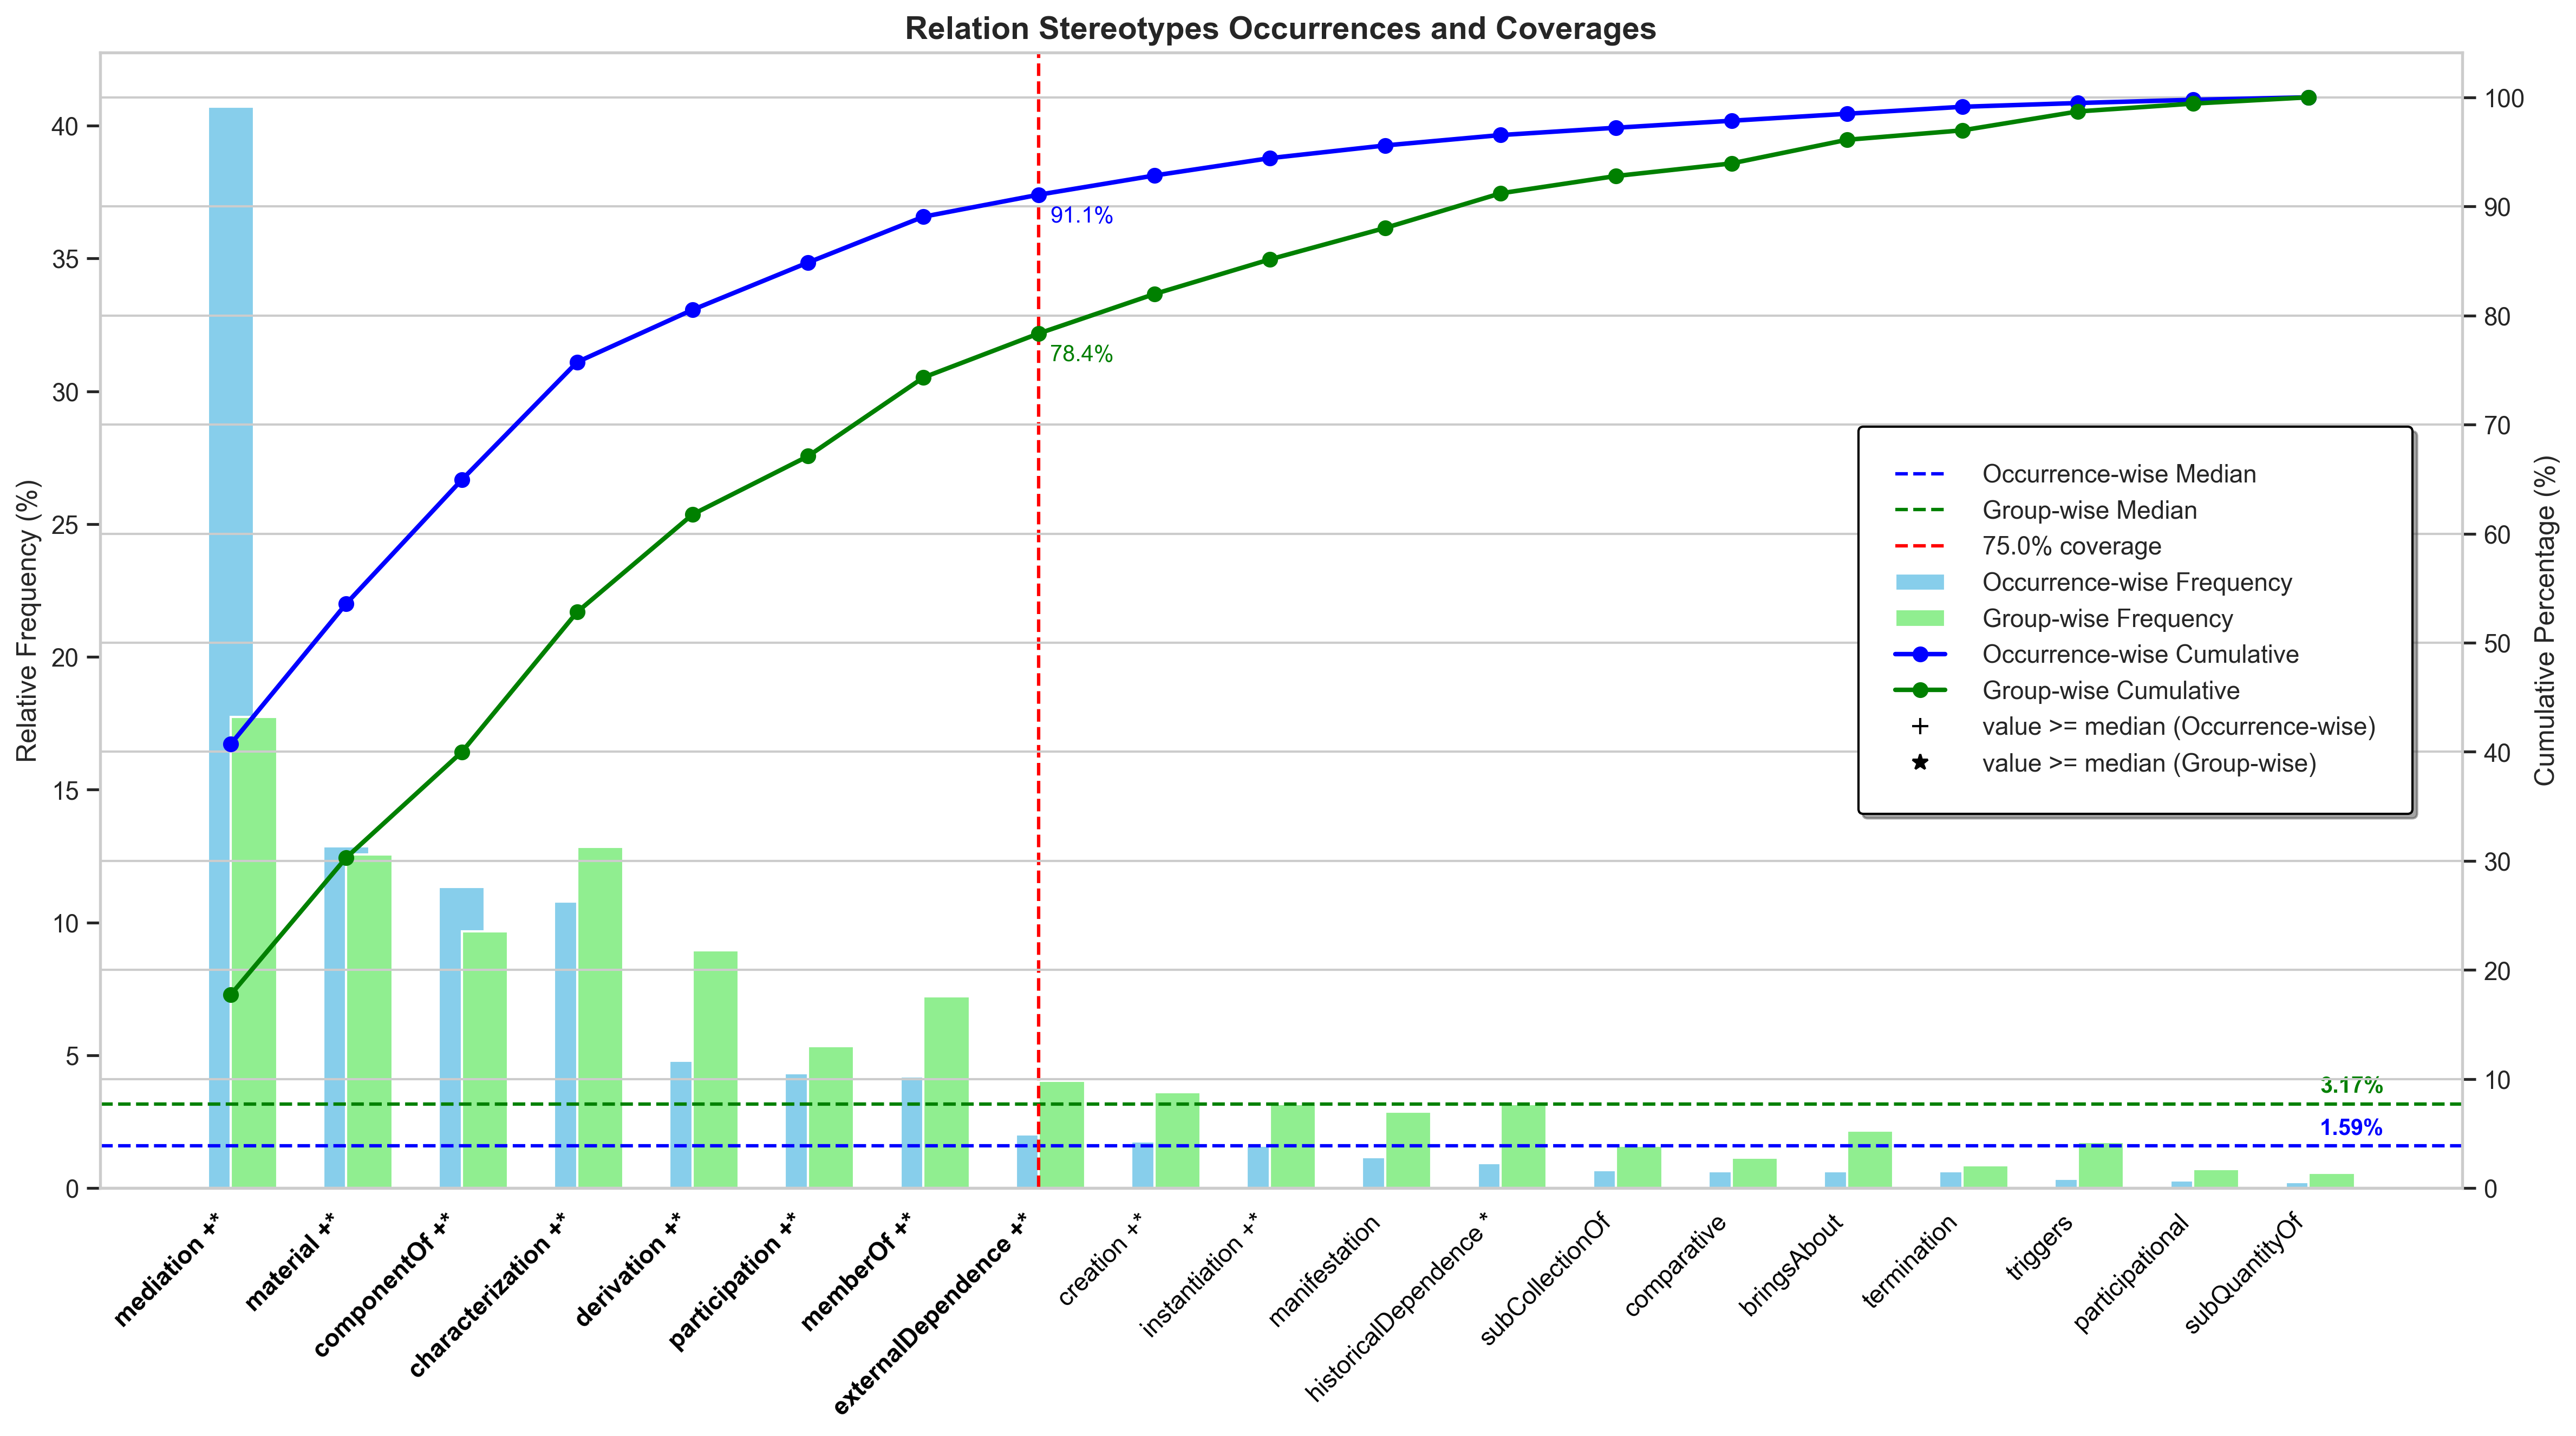 Relation Stereotypes Occurrences and Coverages
Relative Frequency (%)
40
35
30
25
20
15
10
5
0
100
90
80
70
60
50
40
30
20
10
0
Cumulative Percentage (%)
91.1%
78.4%
3.17%
1.59%
Occurrence-wise Median
Group-wise Median
75.0% coverage
Occurrence-wise Frequency
Group-wise Frequency
Occurrence-wise Cumulative
Group-wise Cumulative
value >= median (Occurrence-wise)
value >= median (Group-wise)
mediation +*
material +*
componentOf +*
characterization +*
derivation +*
participation +*
memberOf +*
externalDependence +*
creation +*
instantiation +*
manifestation
historicalDependence *
subCollectionOf
comparative
bringsAbout
termination
triggers
participational
subQuantityOf